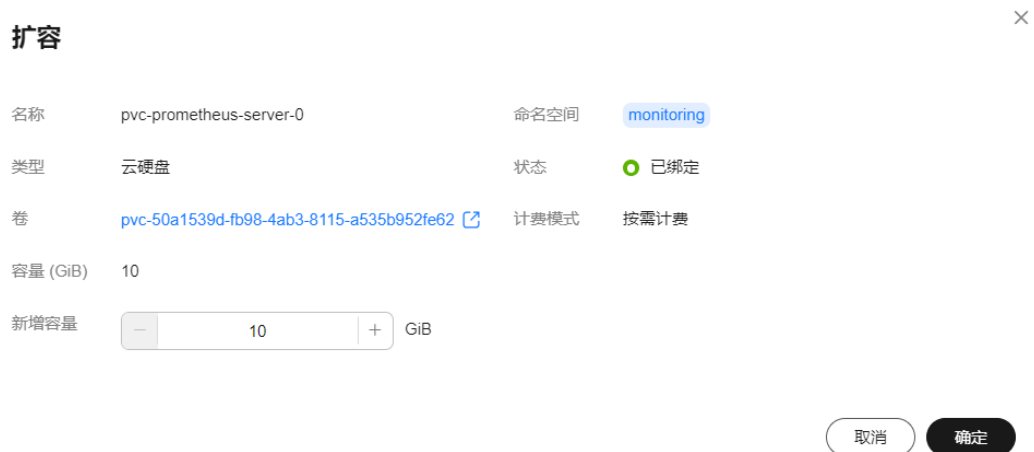 扩容
名称 pvc-prometheus-server-0 命名空间 monitoring
类型 云硬盘 状态 已绑定
卷 pvc-50a1539d-fb98-4ab3-8115-a535b952fe62 计费模式 按需计费
容量 (GiB) 10
新增容量 10 GiB
取消 确定